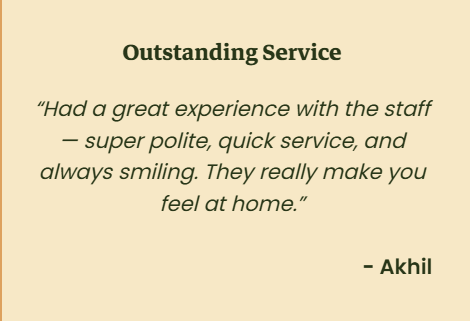 Outstanding Service
“Had a great experience with the staff
— super polite, quick service, and
always smiling. They really make you
feel at home.”
- Akhil